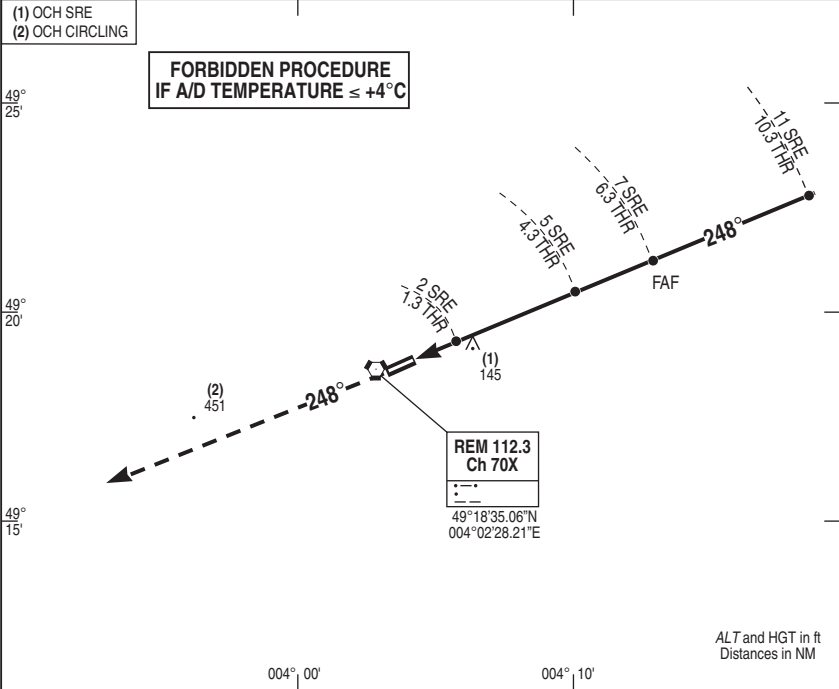 (1) OCH SRE
(2) OCH CIRCLING
FORBIDDEN PROCEDURE
IF A/D TEMPERATURE ≤ +4°C
49°
25'
11 SRE
10.3 THR
7 SRE
6.3 THR
5 SRE
4.3 THR
248°
FAF
2 SRE
1.3 THR
49°
20'
(1)
145
(2)
451
248°
REM 112.3
Ch 70X
49°18'35.06"N
004°02'28.21"E
49°
15'
ALT and HGT in ft
Distances in NM
004° 00'
004° 10'